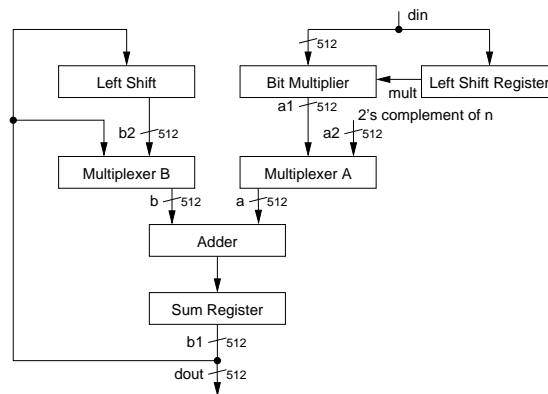 din
512
Left Shift
Bit Multiplier
Left Shift Register
mult
a1
512
2's complement of n
b2
512
a2
512
Multiplexer B
Multiplexer A
b
512
a
512
Adder
Sum Register
b1
512
dout
512